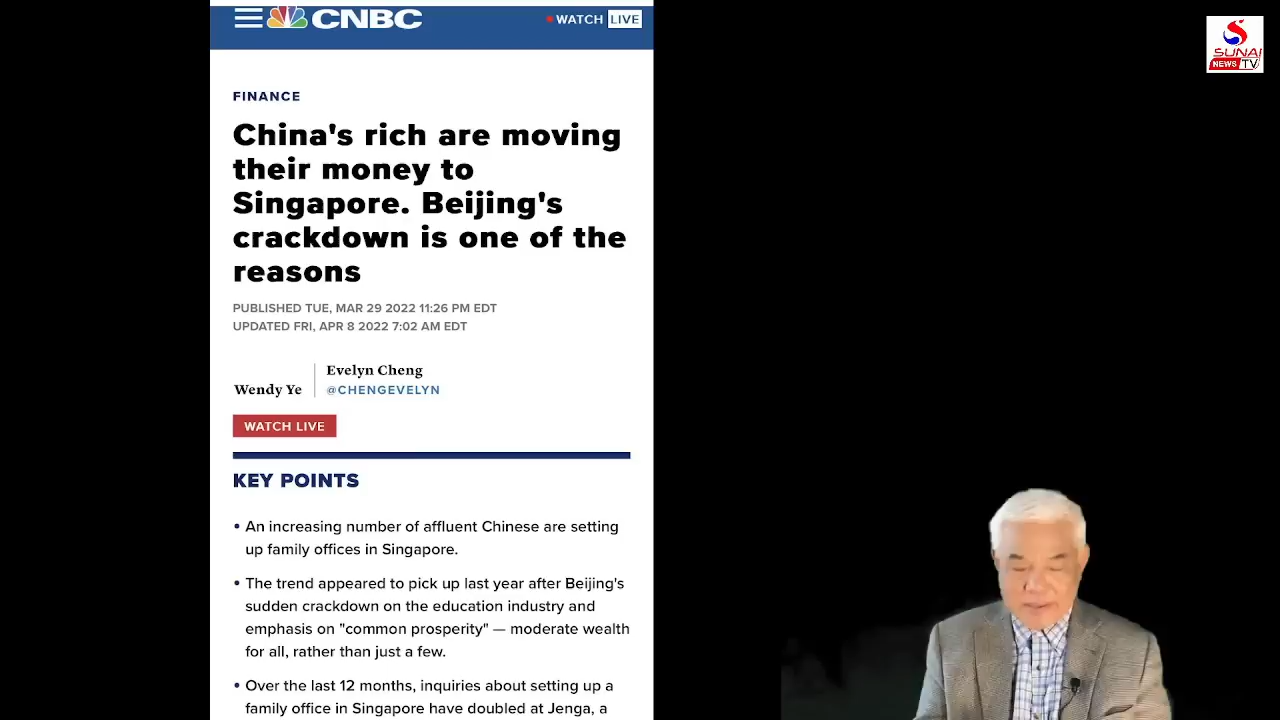 CNBC
WATCH LIVE
SUNAI
NEWS TV
FINANCE
China's rich are moving
their money to
Singapore. Beijing's
crackdown is one of the
reasons
PUBLISHED TUE, MAR 29 2022 11:26 PM EDT
UPDATED FRI, APR 8 2022 7:02 AM EDT
Wendy Ye
Evelyn Cheng
@CHENGEVELYN
WATCH LIVE
KEY POINTS
• An increasing number of affluent Chinese are setting
up family offices in Singapore.
• The trend appeared to pick up last year after Beijing's
sudden crackdown on the education industry and
emphasis on "common prosperity" — moderate wealth
for all, rather than just a few.
• Over the last 12 months, inquiries about setting up a
family office in Singapore have doubled at Jenga, a